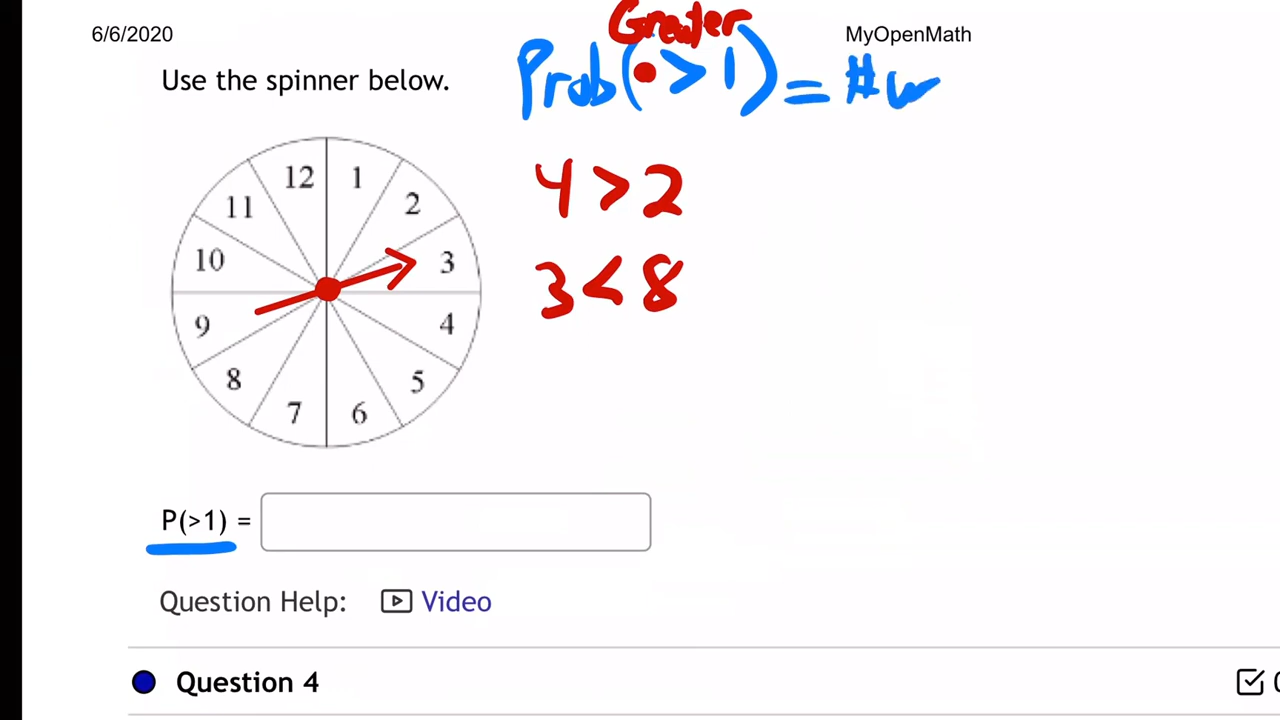 Greater
6/6/2020
MyOpenMath
Prob(• > 1) = # w
Use the spinner below.
12 1
11 2
10 3
9 4
8 5
7 6
4 > 2
3 < 8
P(>1) =
Question Help: Video
Question 4